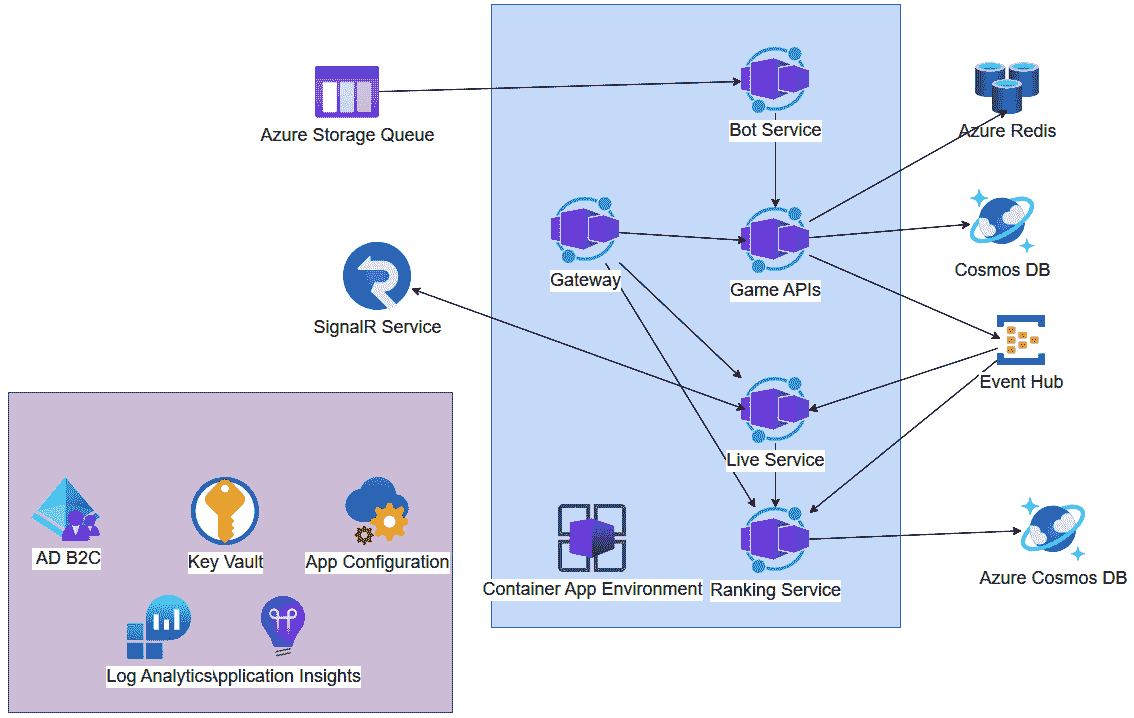 Azure Storage Queue
Bot Service
Azure Redis
Gateway
Game APIs
Cosmos DB
SignalR Service
Event Hub
Live Service
AD B2C
Key Vault
App Configuration
Container App Environment
Ranking Service
Azure Cosmos DB
Log Analytics
pplication Insights